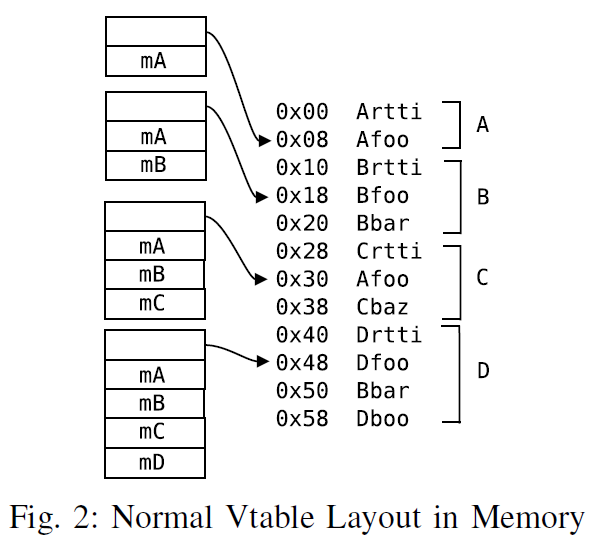 mA
mA
mB
mA
mB
mC
mA
mB
mC
mD
0x00 Artti
0x08 Afoo
0x10 Brtti
0x18 Bfoo
0x20 Bbar
0x28 Crtti
0x30 Afoo
0x38 Cbaz
0x40 Drtti
0x48 Dfoo
0x50 Bbar
0x58 Dboo
A
B
C
D
Fig. 2: Normal Vtable Layout in Memory